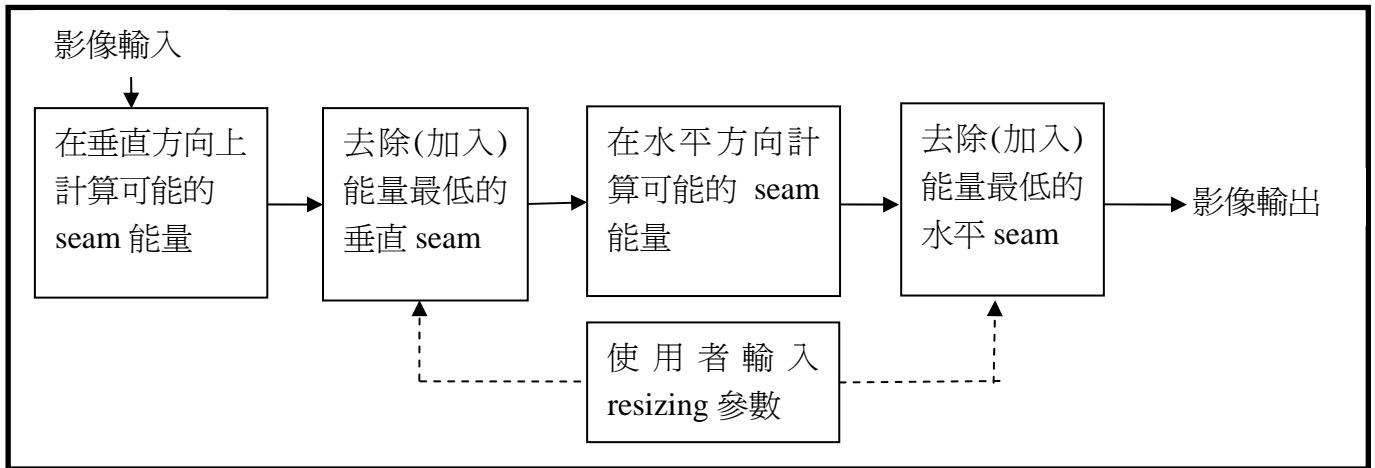 影像輸入
在垂直方向上
計算可能的
seam 能量
去除(加入)
能量最低的
垂直 seam
在水平方向計
算可能的 seam
能量
去除(加入)
能量最低的
水平 seam
影像輸出
使用者輸入
resizing 參數